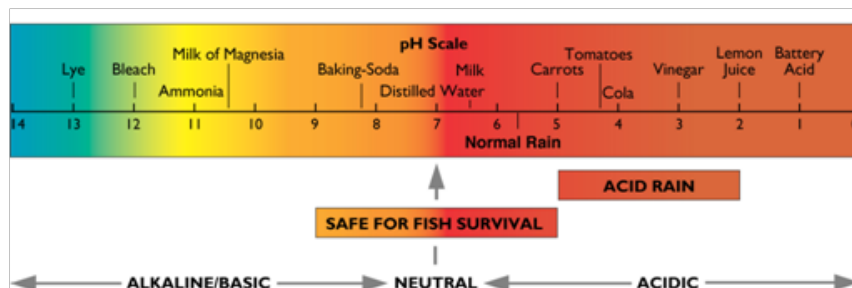 pH Scale
Milk of Magnesia
Tomatoes
Lemon
Battery
Lye
Bleach
Baking-Soda
Milk
Carrots
Vinegar
Juice
Acid
Ammonia
Distilled Water
Cola
14 13 12 11 10 9 8 7 6 5 4 3 2 1
Normal Rain
ACID RAIN
SAFE FOR FISH SURVIVAL
ALKALINE/BASIC NEUTRAL ACIDIC